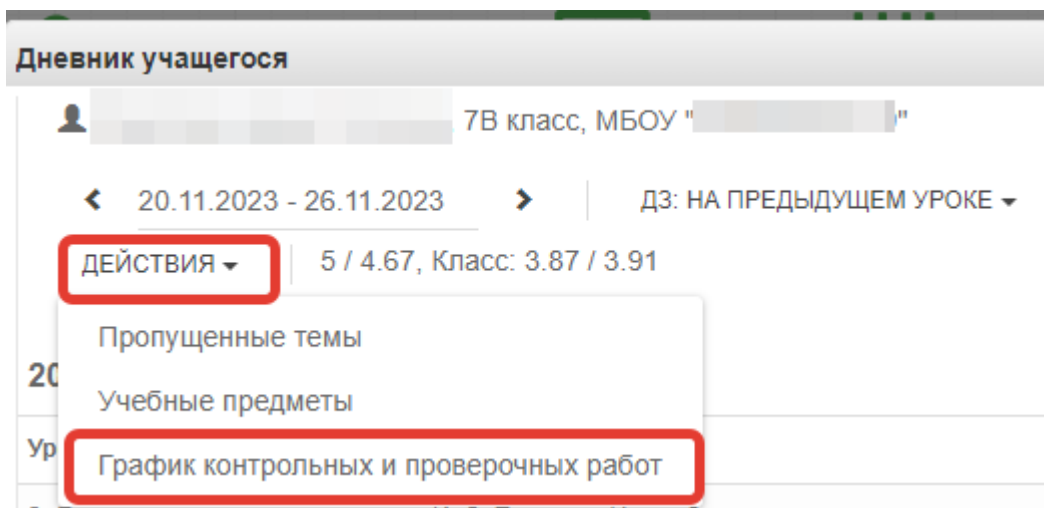 Дневник учащегося
7В класс, МБОУ " "
20.11.2023 - 26.11.2023 ДЗ: НА ПРЕДЫДУЩЕМ УРОКЕ
ДЕЙСТВИЯ 5 / 4.67, Класс: 3.87 / 3.91
Пропущенные темы
20
Учебные предметы
Ур
График контрольных и проверочных работ